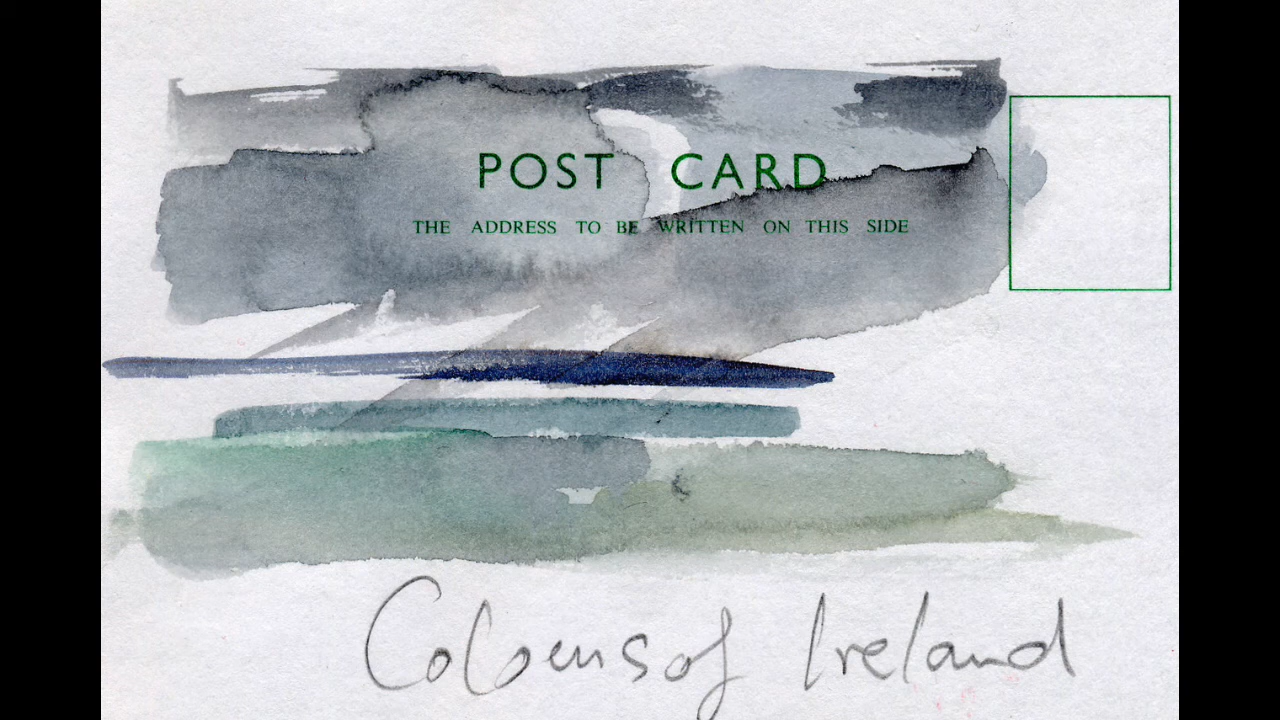 POST CARD
THE ADDRESS TO BE WRITTEN ON THIS SIDE
Colours of Ireland